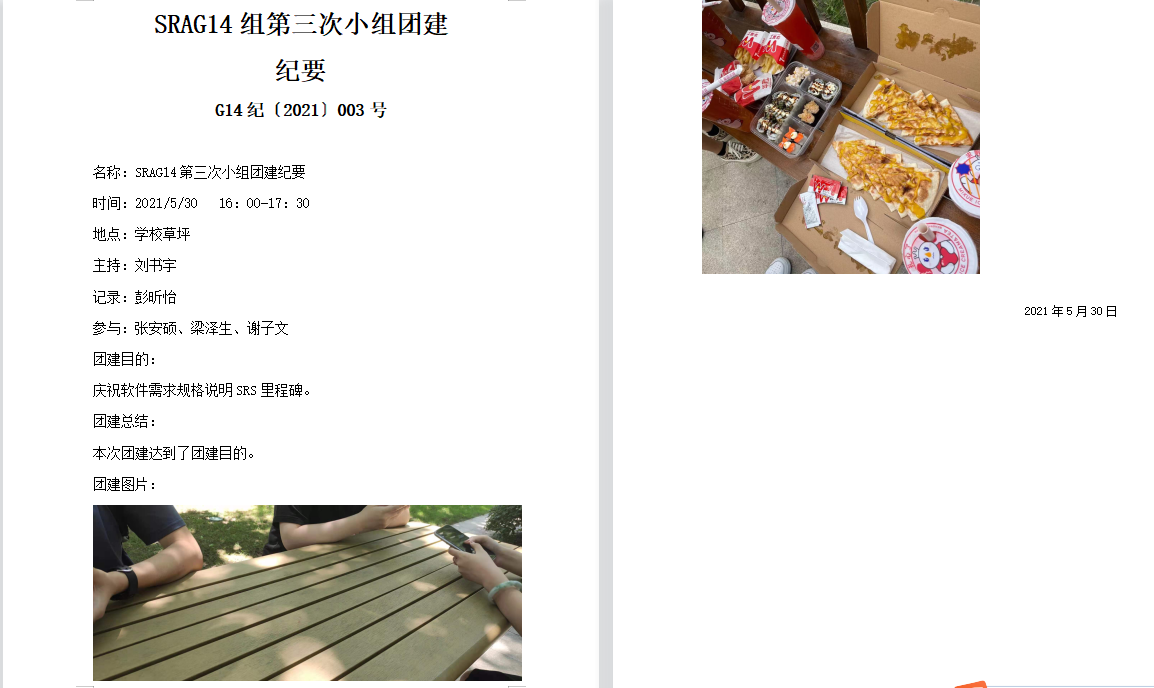 SRAG14 组第三次小组团建
纪要
G14 纪〔2021〕003 号
名称：SRAG14 第三次小组团建纪要
时间：2021/5/30 16：00-17：30
地点：学校草坪
主持：刘书宇
记录：彭昕怡
参与：张安硕、梁泽生、谢子文
团建目的：
庆祝软件需求规格说明 SRS 里程碑。
团建总结：
本次团建达到了团建目的。
团建图片：
2021 年 5 月 30 日